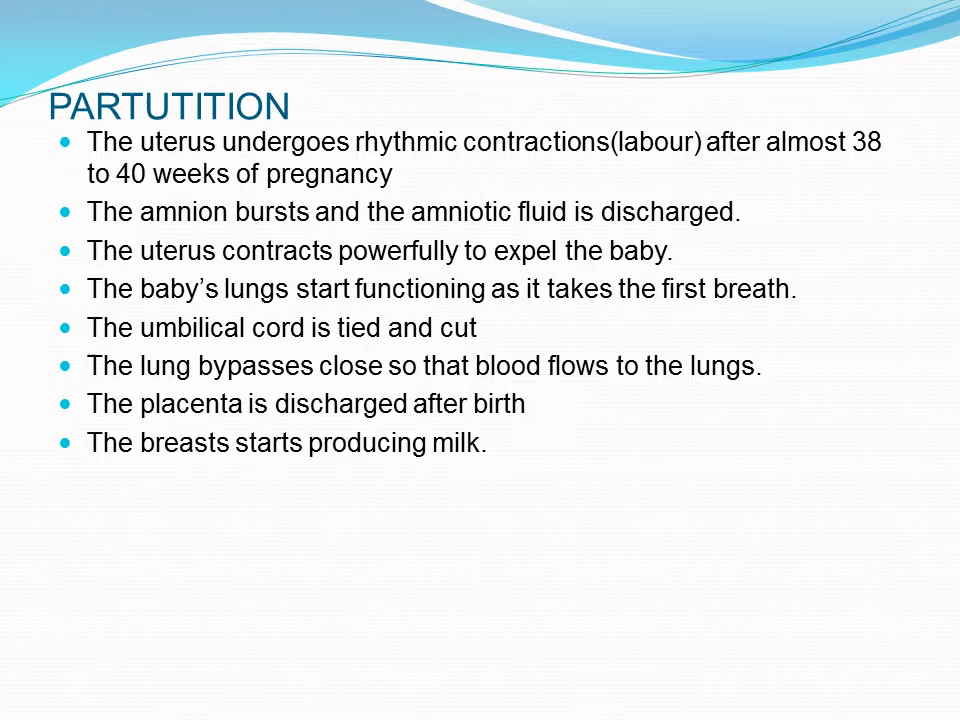 PARTUTITION
The uterus undergoes rhythmic contractions(labour) after almost 38
to 40 weeks of pregnancy
The amnion bursts and the amniotic fluid is discharged.
The uterus contracts powerfully to expel the baby.
The baby’s lungs start functioning as it takes the first breath.
The umbilical cord is tied and cut
The lung bypasses close so that blood flows to the lungs.
The placenta is discharged after birth
The breasts starts producing milk.